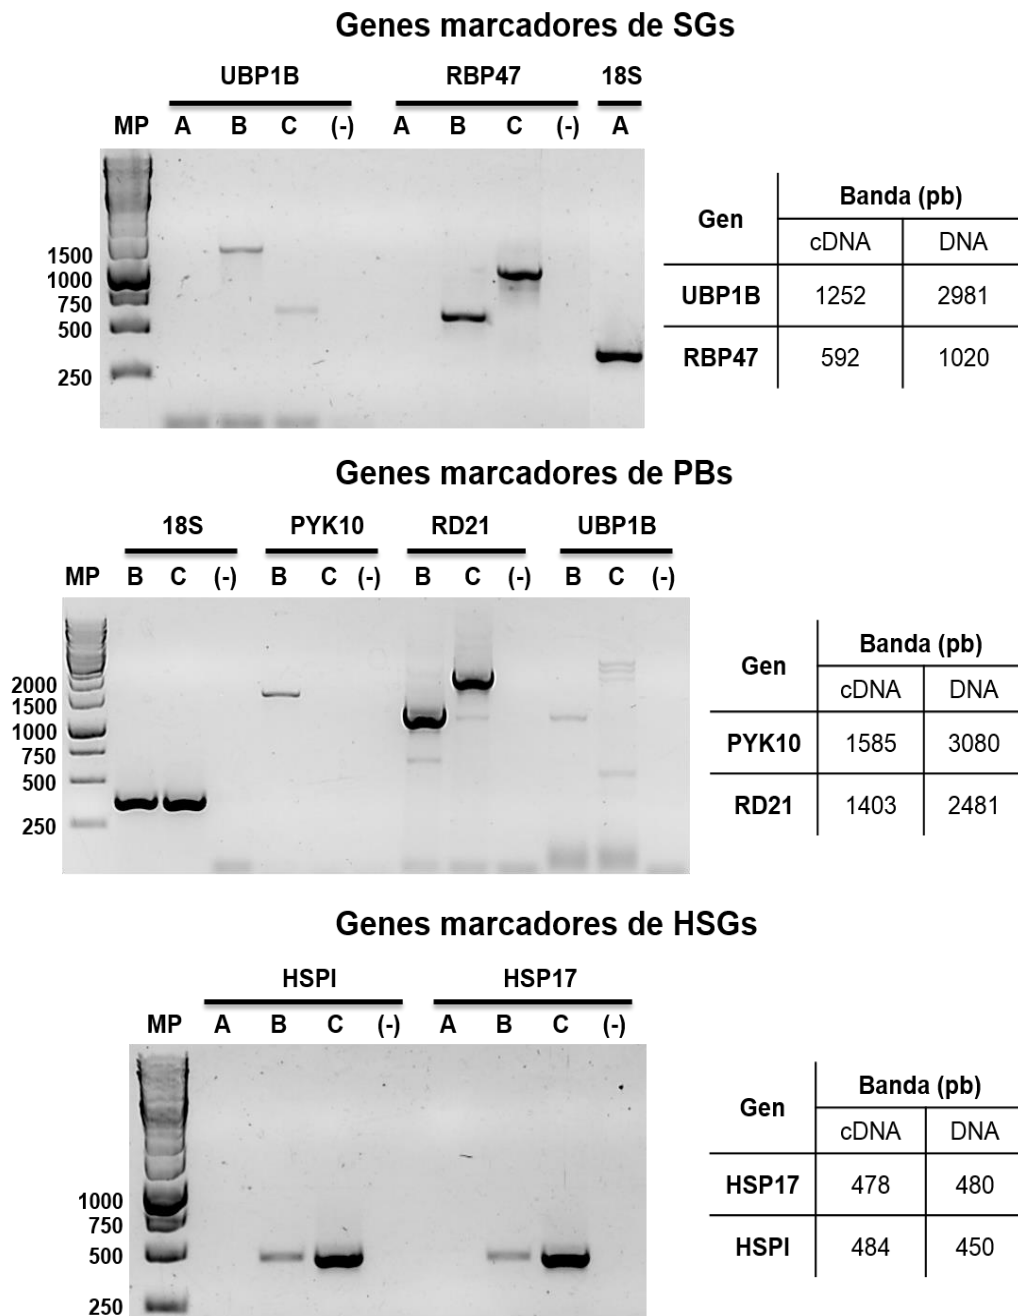 Genes marcadores de SGs
UBP1B RBP47 18S
MP A B C (-) A B C (-) A
1500
1000
750
500
250
Gen Banda (pb)
cDNA DNA
UBP1B 1252 2981
RBP47 592 1020
Genes marcadores de PBs
18S PYK10 RD21 UBP1B
MP B C (-) B C (-) B C (-) B C (-)
2000
1500
1000
750
500
250
Gen Banda (pb)
cDNA DNA
PYK10 1585 3080
RD21 1403 2481
Genes marcadores de HSGs
HSPI HSP17
MP A B C (-) A B C (-)
1000
750
500
250
Gen Banda (pb)
cDNA DNA
HSP17 478 480
HSPI 484 450